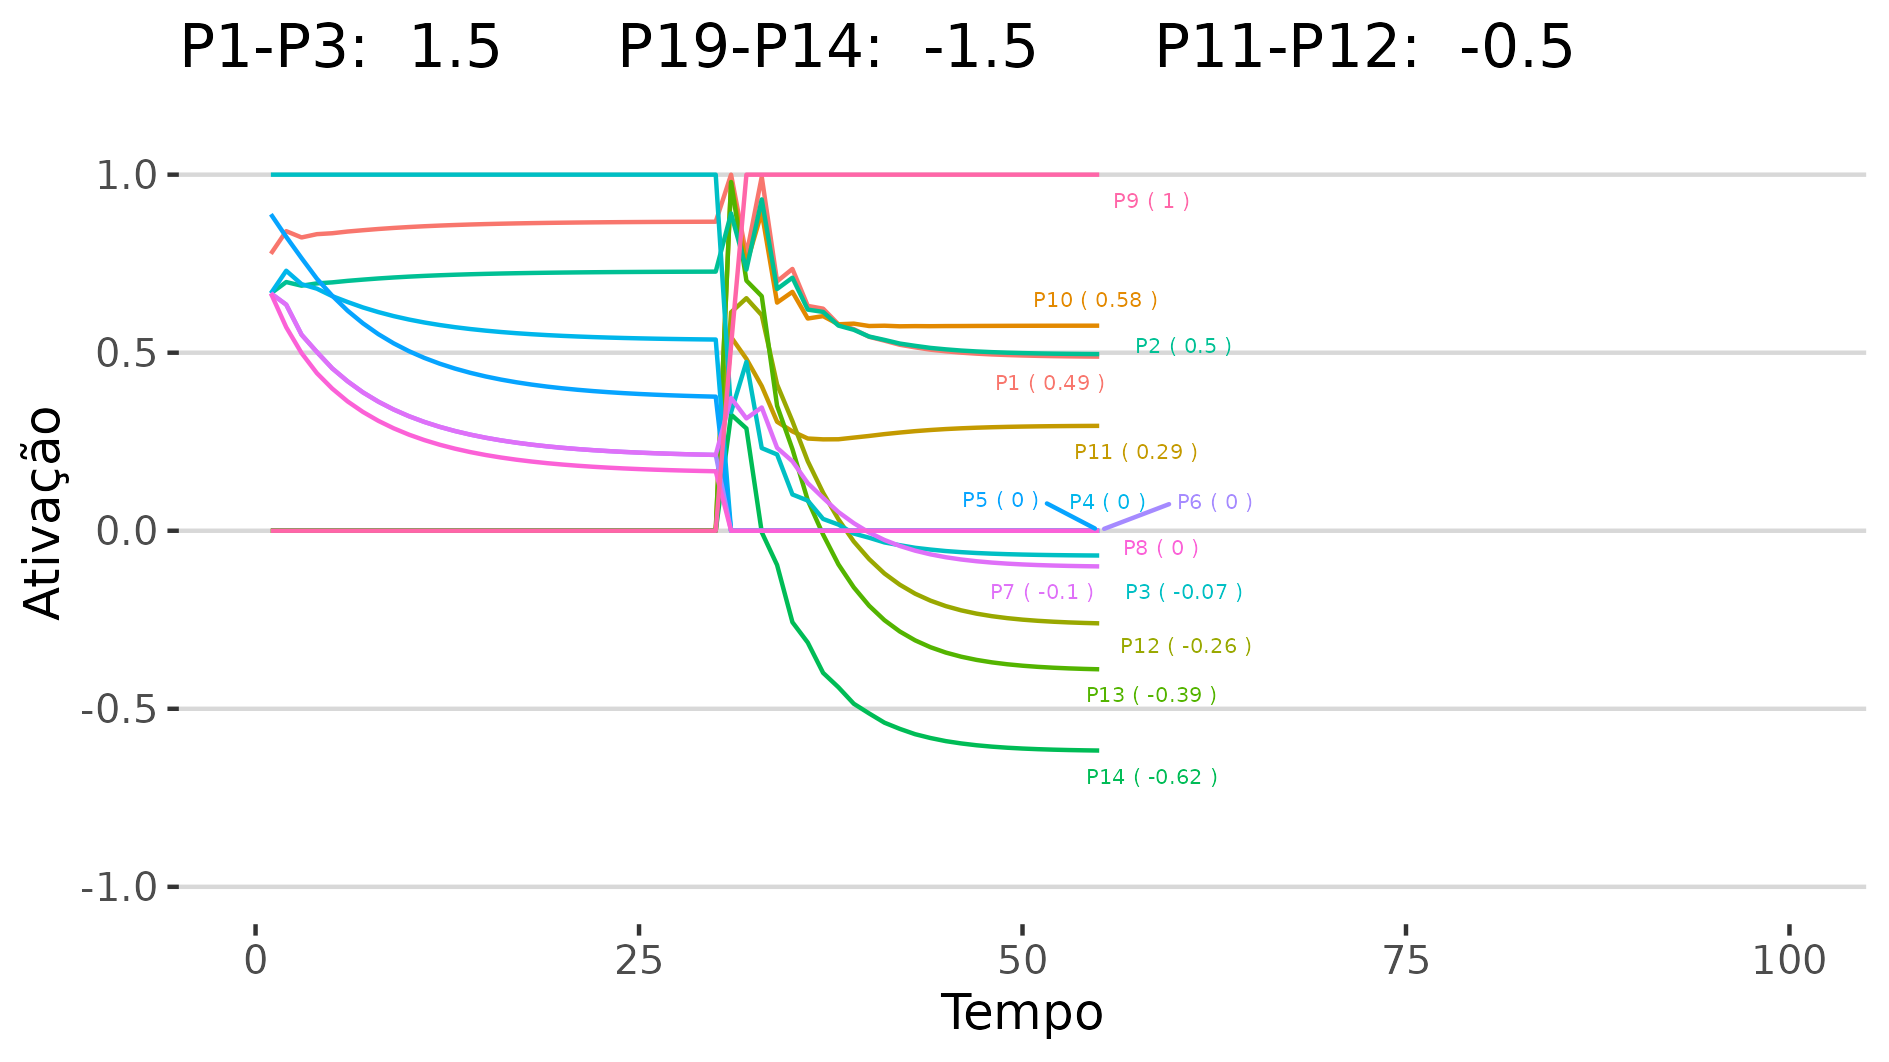 P1-P3: 1.5 P19-P14: -1.5 P11-P12: -0.5
1.0
P9 ( 1 )
P10 ( 0.58 )
0.5
P2 ( 0.5 )
P1 ( 0.49 )
P11 ( 0.29 )
P5 ( 0 ) P4 ( 0 ) P6 ( 0 )
0.0
P8 ( 0 )
P7 ( -0.1 ) P3 ( -0.07 )
P12 ( -0.26 )
P13 ( -0.39 )
-0.5
P14 ( -0.62 )
-1.0
Ativação
0 25 50 75 100
Tempo